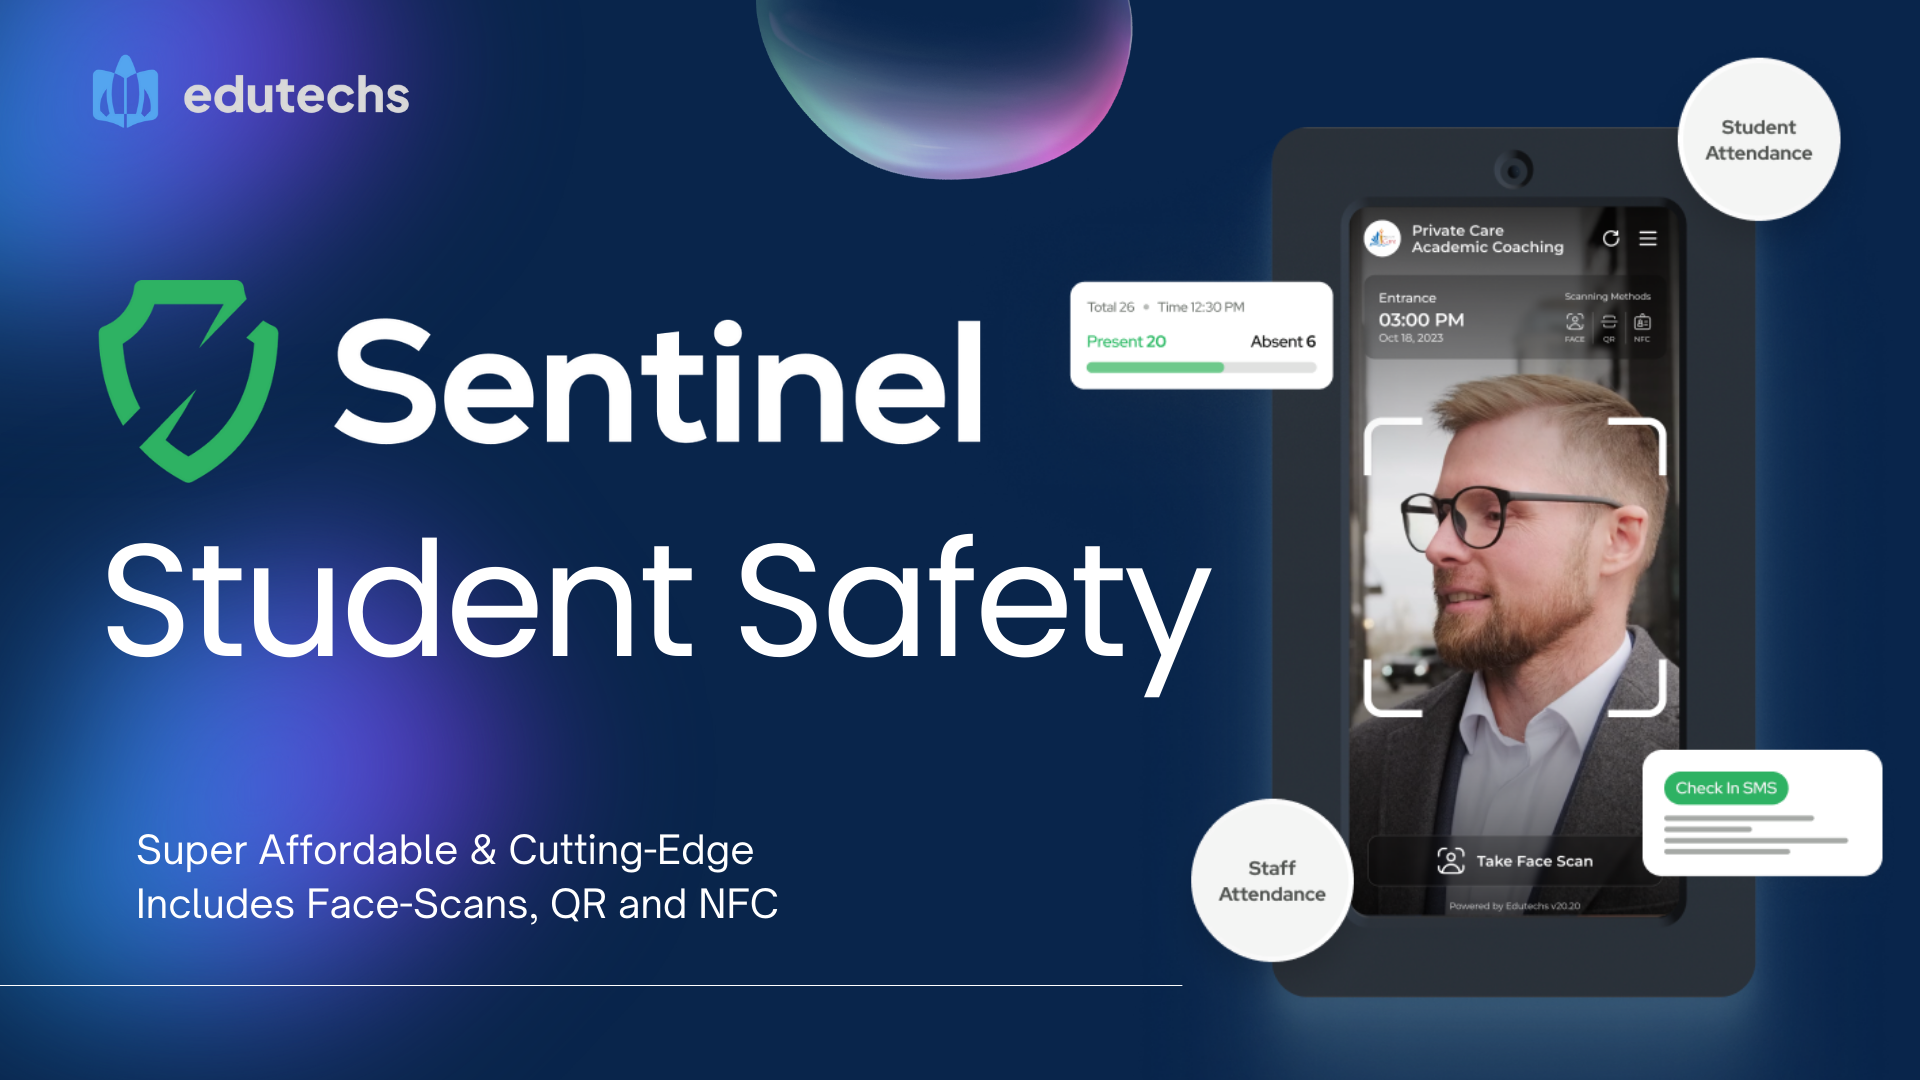 edutechs
Sentinel
Student Safety
Super Affordable & Cutting-Edge
Includes Face-Scans, QR and NFC
Total 26 • Time 12:30 PM
Present 20 Absent 6
Student
Attendance
Private Care
Academic Coaching
Entrance
03:00 PM
Oct 18, 2023
Scanning Methods
FACE QR NFC
Check In SMS
Take Face Scan
Powered by Edutechs v20.20
Staff
Attendance